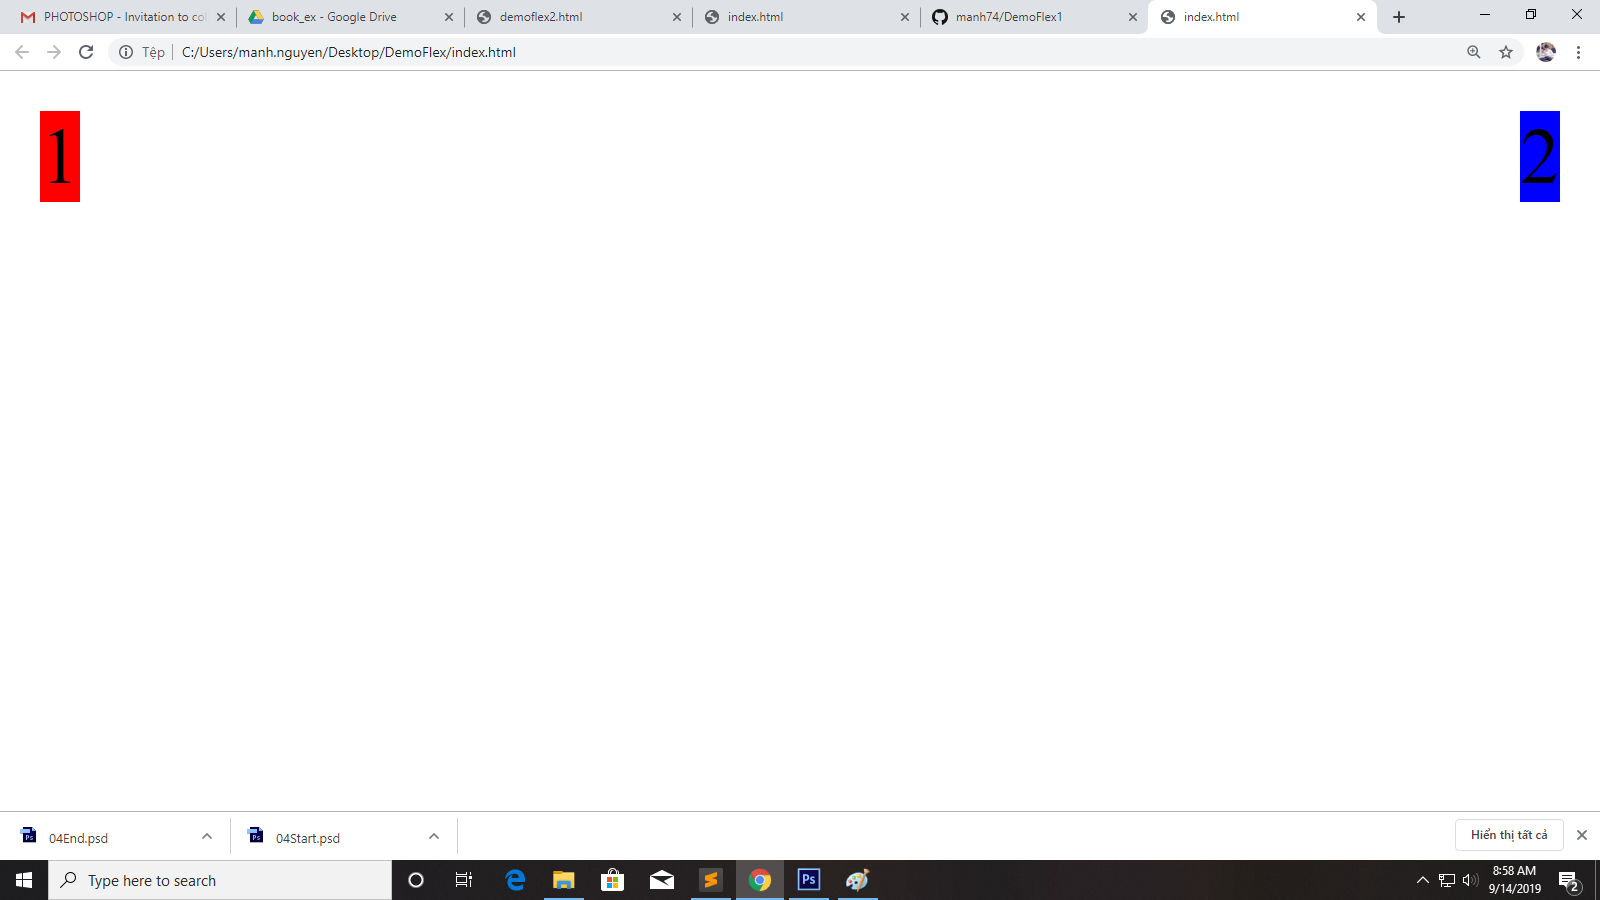 PHOTOSHOP - Invitation to co
book_ex - Google Drive
demoflex2.html
index.html
manh74/DemoFlex1
index.html
Tệp
C:/Users/manh.nguyen/Desktop/DemoFlex/index.html
1
2
04End.psd
04Start.psd
Hiển thị tất cả
Type here to search
Ps
8:58 AM
9/14/2019
2